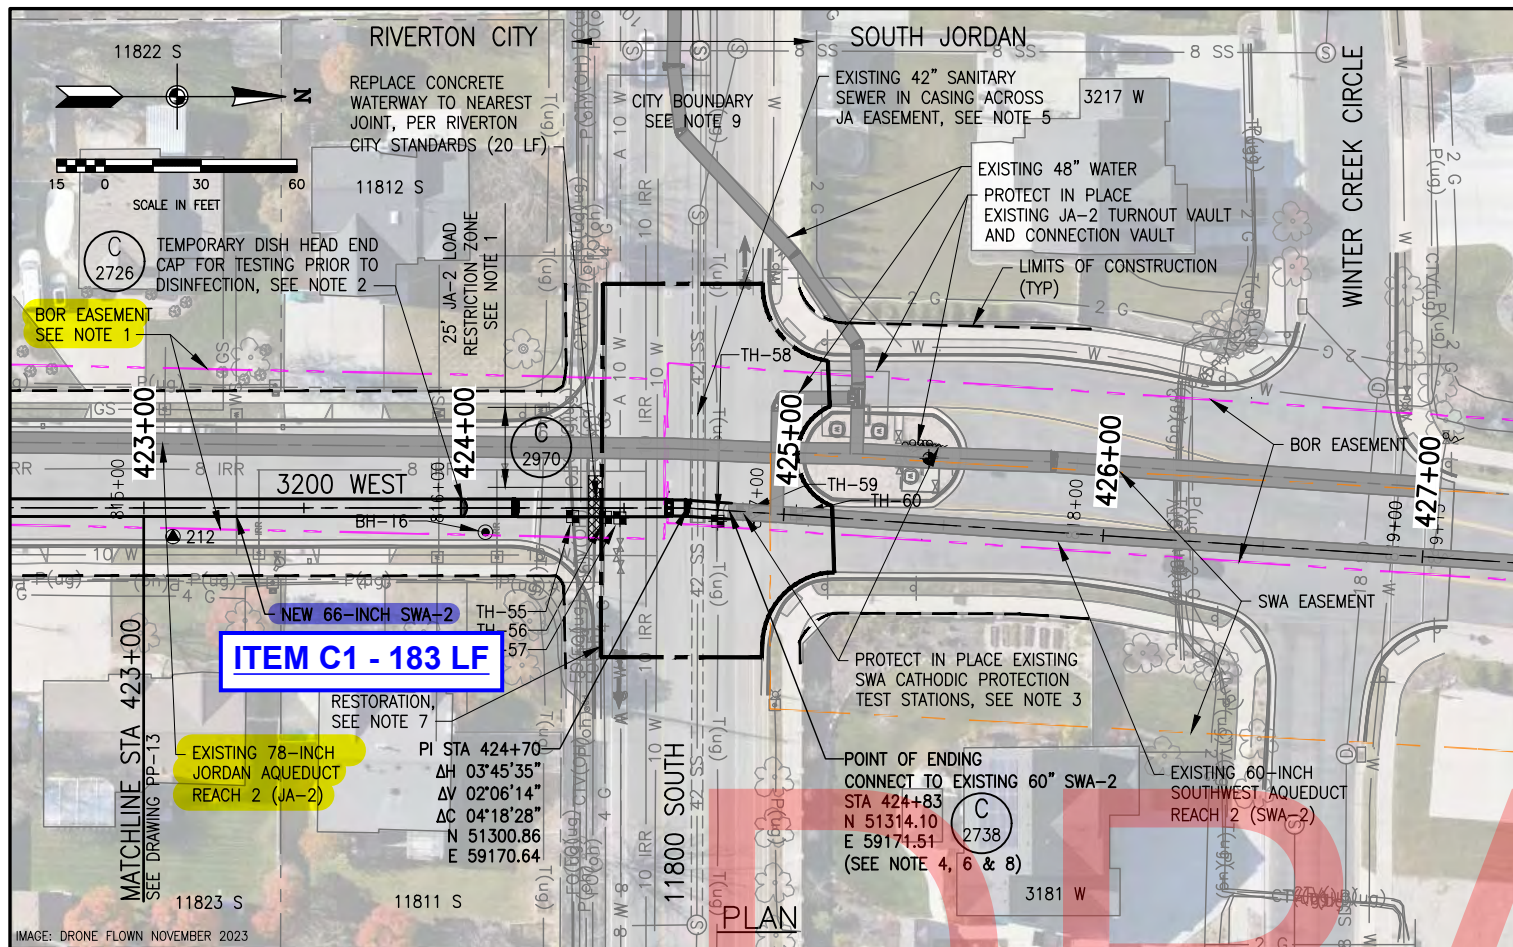 RIVERTON CITY
SOUTH JORDAN
11822 S
N
15 0 30 60
SCALE IN FEET
REPLACE CONCRETE
WATERWAY TO NEAREST
JOINT, PER RIVERTON
CITY STANDARDS (20 LF)
11812 S
CITY BOUNDARY
SEE NOTE 9
EXISTING 42" SANITARY
SEWER IN CASING ACROSS
JA EASEMENT, SEE NOTE 5
3217 W
EXISTING 48" WATER
PROTECT IN PLACE
EXISTING JA-2 TURNOUT VAULT
AND CONNECTION VAULT
LIMITS OF CONSTRUCTION
(TYP)
WINTER CREEK CIRCLE
C
2726
TEMPORARY DISH HEAD END
CAP FOR TESTING PRIOR TO
DISINFECTION, SEE NOTE 2
25' JA-2 LOAD
RESTRICTION ZONE
SEE NOTE 1
BOR EASEMENT
SEE NOTE 1
TH-58
423+00
424+00
425+00
426+00
427+00
C
2970
BOR EASEMENT
3200 WEST
815+00
816+00
8+00
9+00
TH-59
TH-60
BH-16
212
NEW 66-INCH SWA-2
TH-55
57
ITEM C1 - 183 LF
SWA EASEMENT
RESTORATION,
SEE NOTE 7
PROTECT IN PLACE EXISTING
SWA CATHODIC PROTECTION
TEST STATIONS, SEE NOTE 3
MATCHLINE STA 423+00
SEE DRAWING PP-13
EXISTING 78-INCH
JORDAN AQUEDUCT
REACH 2 (JA-2)
PI STA 424+70
ΔH 03°45'35"
ΔV 02°06'14"
ΔC 04°18'28"
N 51300.86
E 59170.64
11800 SOUTH
POINT OF ENDING
CONNECT TO EXISTING 60" SWA-2
STA 424+83
N 51314.10
E 59171.51
(SEE NOTE 4, 6 & 8)
C
2738
EXISTING 60-INCH
SOUTHWEST AQUEDUCT
REACH 2 (SWA-2)
11823 S
11811 S
3181 W
PLAN
IMAGE: DRONE FLOWN NOVEMBER 2023